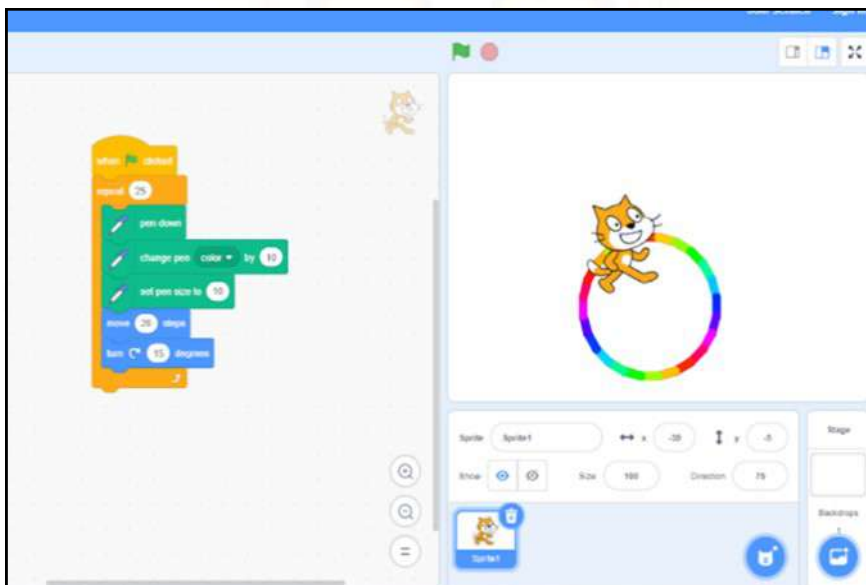 when clicked
repeat 25
pen down
change pen color by 10
set pen size to 10
move 20 steps
turn 15 degrees
Sprite Sprite1 x y -5
Show Size 100 Direction 75
Stage
Backdrops
1
Sprite1